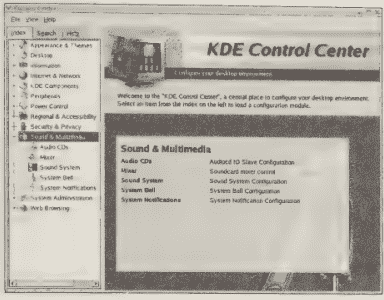 File View Help
Index Search Help
Appearance & Themes
Desktop
Information
Internet & Network
KDE Components
Peripherals
Power Control
Regional & Accessibility
Security & Privacy
Sound & Multimedia
Audio CDs
Mixer
Sound System
System Bell
System Notifications
System Administration
Web Browsing
KDE Control Center
Configure your desktop environment
Welcome to the "KDE Control Center", a central place to configure your desktop environment.
Select an item from the index on the left to load a configuration module.
Sound & Multimedia
Audio CDs Audiocd IO Slave Configuration
Mixer Soundcard mixer control
Sound System Sound System Configuration
System Bell System Bell Configuration
System Notifications System Notification Configuration